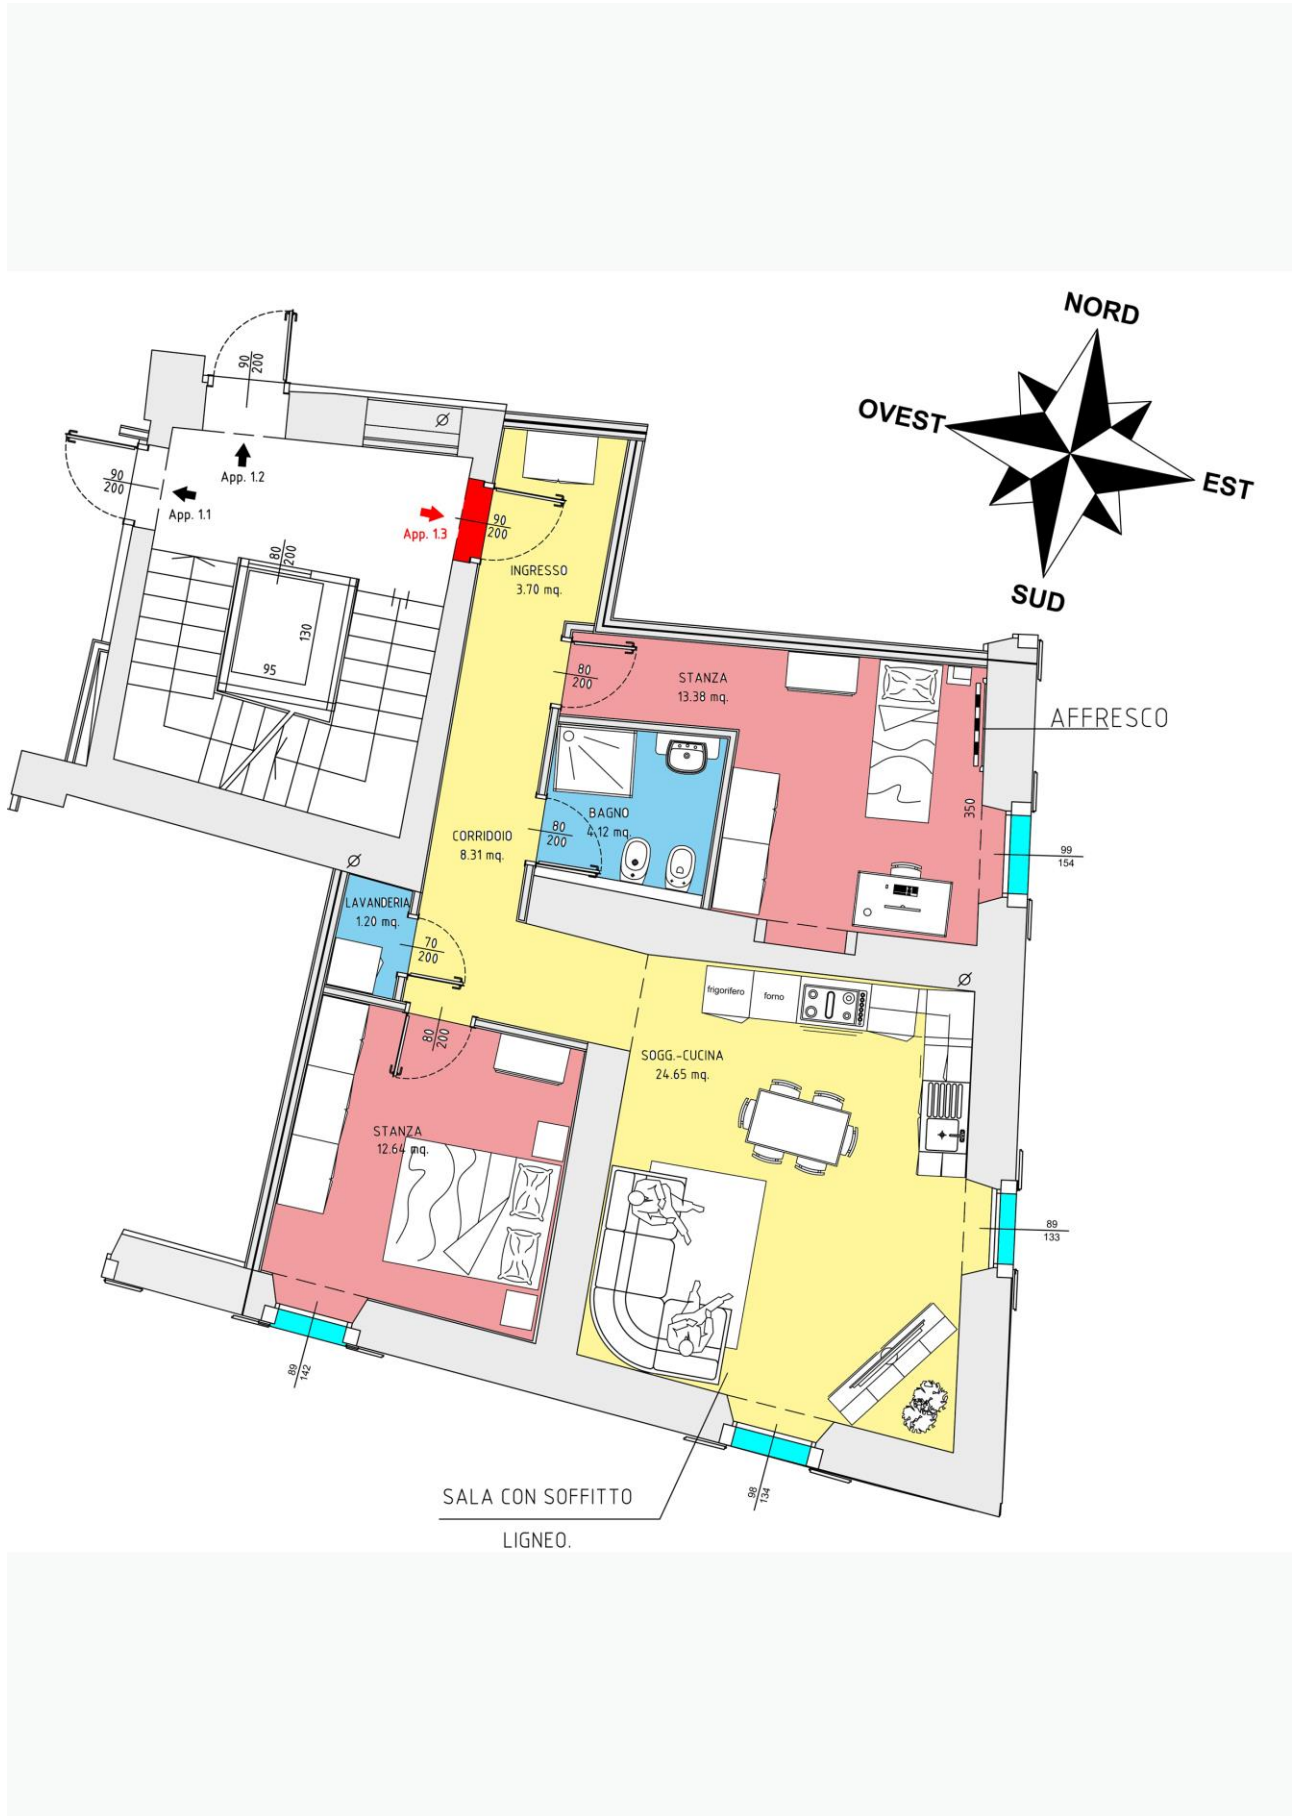 NORD
OVEST
EST
SUD
90
200
90
200
App. 1.2
App. 1.1
App. 1.3
90
200
80
200
130
95
INGRESSO
3.70 mq.
80
200
STANZA
13.38 mq.
AFFRESCO
350
BAGNO
4.12 mq.
80
200
CORRIDOIO
8.31 mq.
99
154
LAVANDERIA
1.20 mq.
70
200
80
200
frigorifero
forno
SOGG.-CUCINA
24.65 mq.
STANZA
12.64 mq.
89
133
89
142
98
134
SALA CON SOFFITTO
LIGNEO.